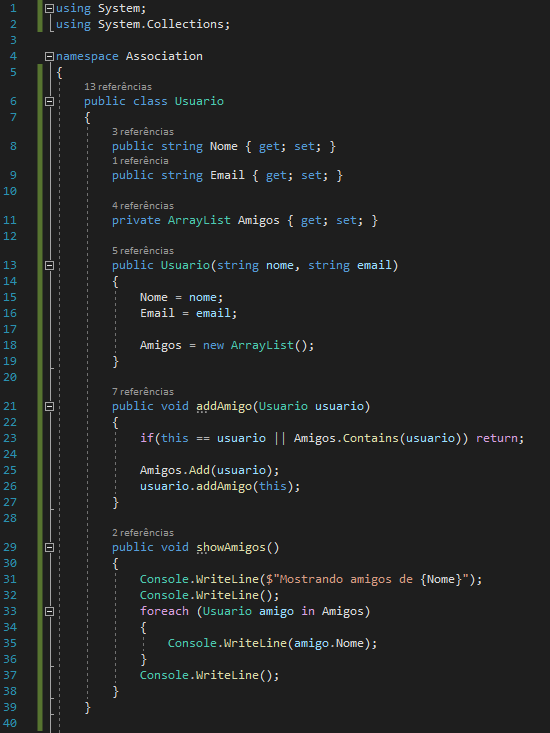 1 using System;
2 using System.Collections;
3
4 namespace Association
5 {
13 referências
6 public class Usuario
7 {
3 referências
8 public string Nome { get; set; }
1 referência
9 public string Email { get; set; }
10
4 referências
11 private ArrayList Amigos { get; set; }
12
5 referências
13 public Usuario(string nome, string email)
14 {
15 Nome = nome;
16 Email = email;
17
18 Amigos = new ArrayList();
19 }
20
7 referências
21 public void addAmigo(Usuario usuario)
22 {
23 if(this == usuario || Amigos.Contains(usuario)) return;
24
25 Amigos.Add(usuario);
26 usuario.addAmigo(this);
27 }
28
2 referências
29 public void showAmigos()
30 {
31 Console.WriteLine($"Mostrando amigos de {Nome}");
32 Console.WriteLine();
33 foreach (Usuario amigo in Amigos)
34 {
35 Console.WriteLine(amigo.Nome);
36 }
37 Console.WriteLine();
38 }
39 }
40